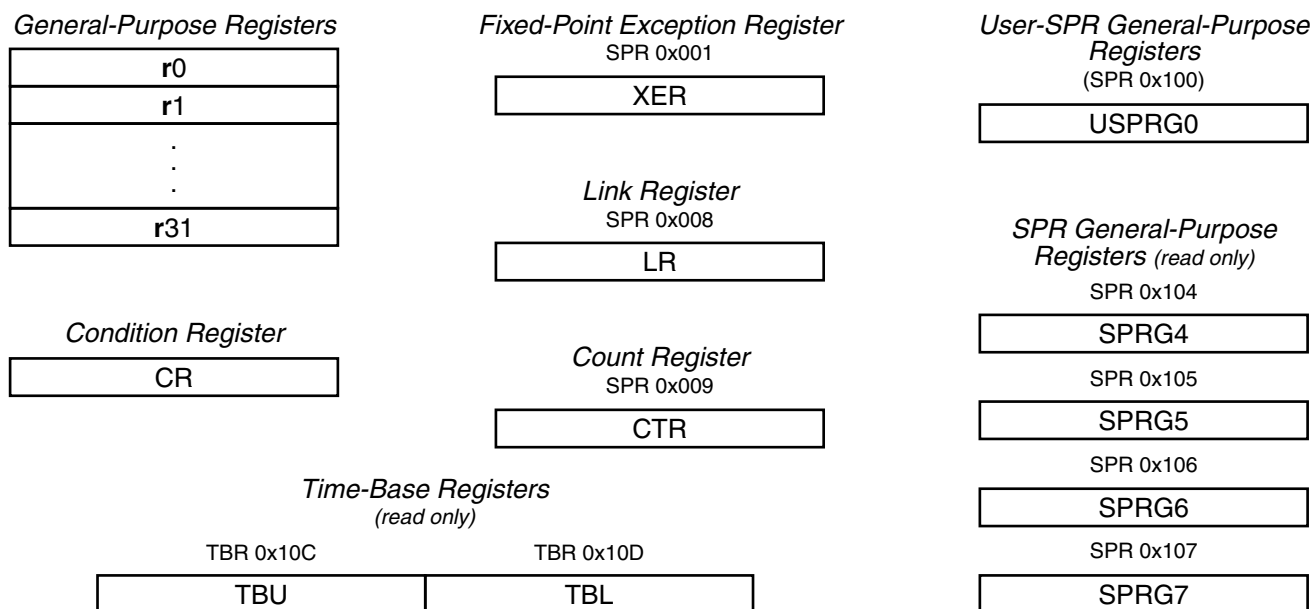 General-Purpose Registers
r0
r1
.
.
.
r31
Condition Register
CR
Fixed-Point Exception Register
SPR 0x001
XER
Link Register
SPR 0x008
LR
Count Register
SPR 0x009
CTR
User-SPR General-Purpose
Registers
(SPR 0x100)
USPRG0
SPR General-Purpose
Registers (read only)
SPR 0x104
SPRG4
SPR 0x105
SPRG5
SPR 0x106
SPRG6
SPR 0x107
SPRG7
Time-Base Registers
(read only)
TBR 0x10C
TBU
TBR 0x10D
TBL